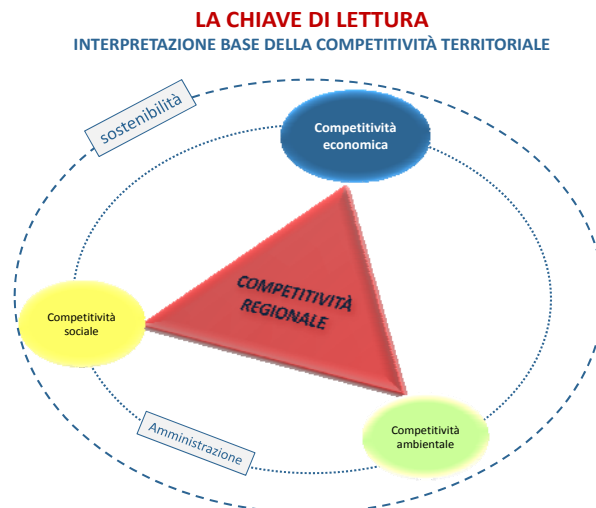 LA CHIAVE DI LETTURA
INTERPRETAZIONE BASE DELLA COMPETITIVITÀ TERRITORIALE
sostenibilità
Competitività
economica
COMPETITIVITÀ
REGIONALE
Competitività
sociale
Competitività
ambientale
Amministrazione